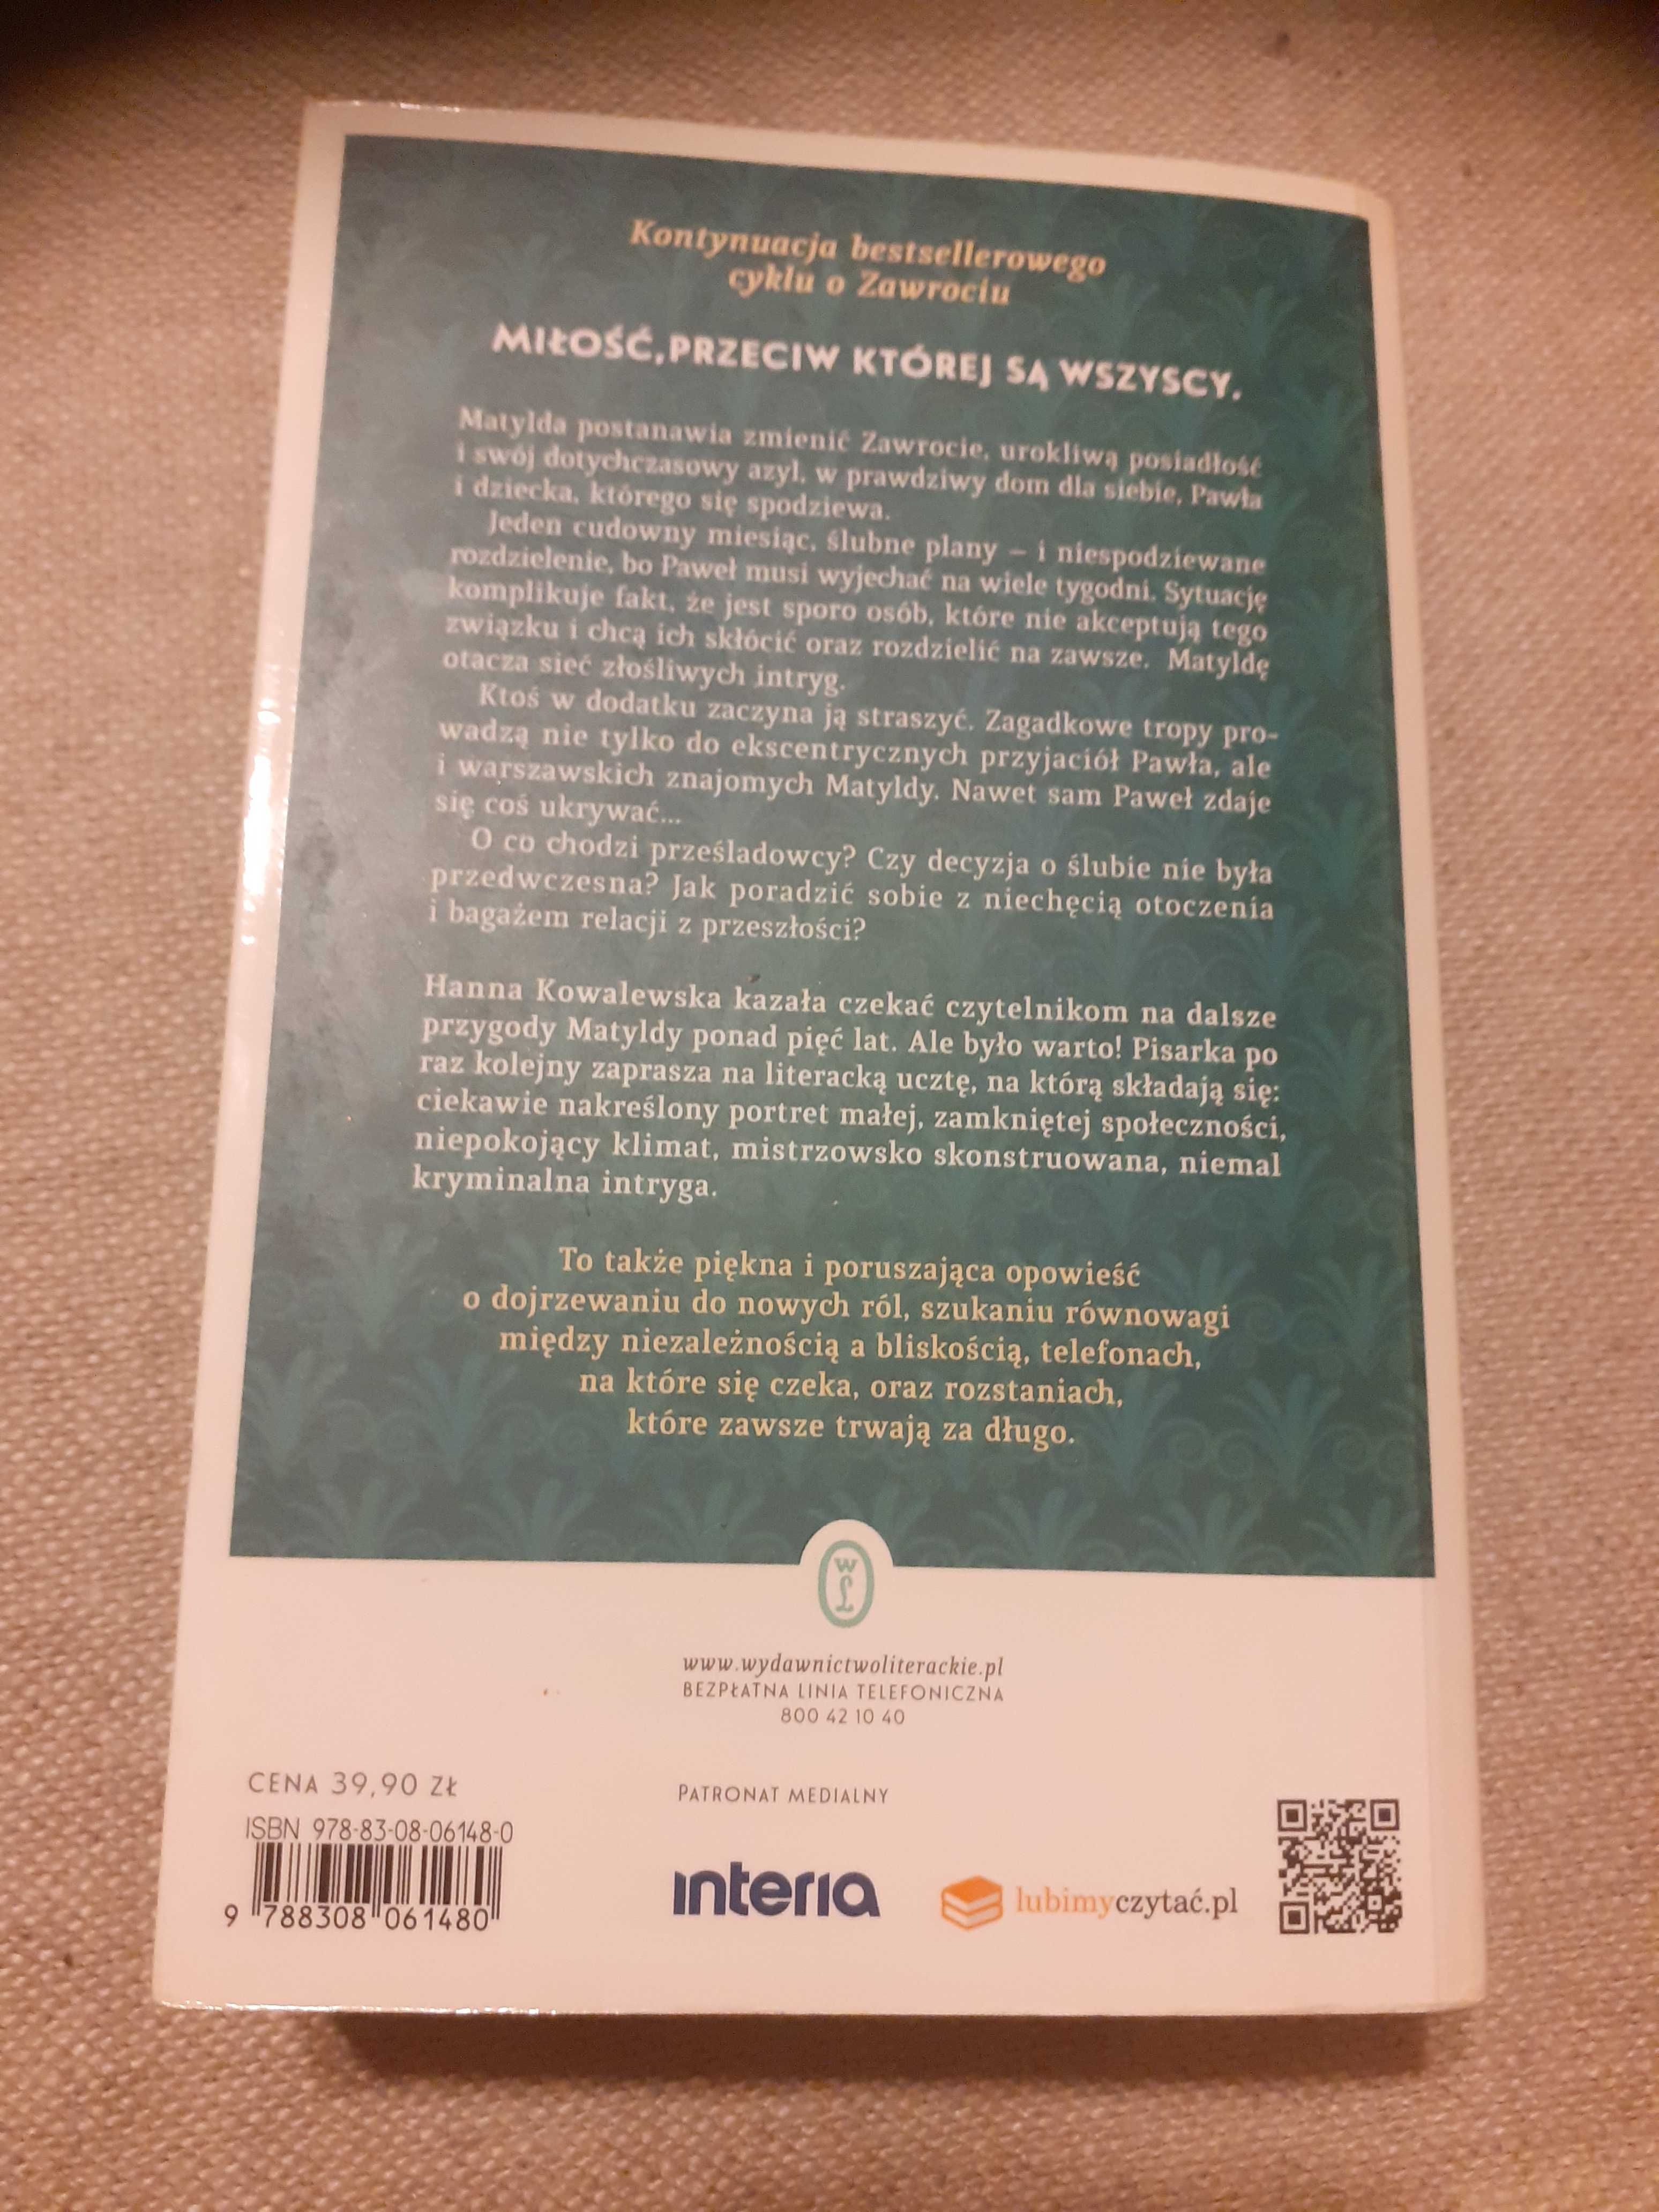 Kontynuacja bestsellerowego
cyklu o Zawrociu
MIŁOŚĆ, PRZECIW KTÓREJ SĄ WSZYSCY.
Matylda postanawia zmienić Zawrocie, urokliwą posiadłość
i swój dotychczasowy azyl, w prawdziwy dom dla siebie, Pawła
i dziecka, którego się spodziewa.
Jeden cudowny miesiąc, ślubne plany – i niespodziewane
rozdzielenie, bo Paweł musi wyjechać na wiele tygodni. Sytuację
komplikuje fakt, że jest sporo osób, które nie akceptują tego
związku i chcą ich skłócić oraz rozdzielić na zawsze. Matyldę
otacza sieć złośliwych intryg.
Ktoś w dodatku zaczyna ją straszyć. Zagadkowe tropy pro-
wadzą nie tylko do ekscentrycznych przyjaciół Pawła, ale
i warszawskich znajomych Matyldy. Nawet sam Paweł zdaje
się coś ukrywać...
O co chodzi prześladowcy? Czy decyzja o ślubie nie była
przedwczesna? Jak poradzić sobie z niechęcią otoczenia
i bagażem relacji z przeszłości?
Hanna Kowalewska kazała czekać czytelnikom na dalsze
przygody Matyldy ponad pięć lat. Ale było warto! Pisarka po
raz kolejny zaprasza na literacką ucztę, na którą składają się:
ciekawie nakreślony portret małej, zamkniętej społeczności,
niepokojący klimat, mistrzowsko skonstruowana, niemal
kryminalna intryga.
To także piękna i poruszająca opowieść
o dojrzewaniu do nowych ról, szukaniu równowagi
między niezależnością a bliskością, telefonach,
na które się czeka, oraz rozstaniach,
które zawsze trwają za długo.
WL
www.wydawnictwoliterackie.pl
BEZPŁATNA LINIA TELEFONICZNA
800 42 10 40
CENA 39,90 ZŁ
ISBN 978-83-08-06148-0
9 788308 061480
PATRONAT MEDIALNY
interia
lubimyczytać.pl